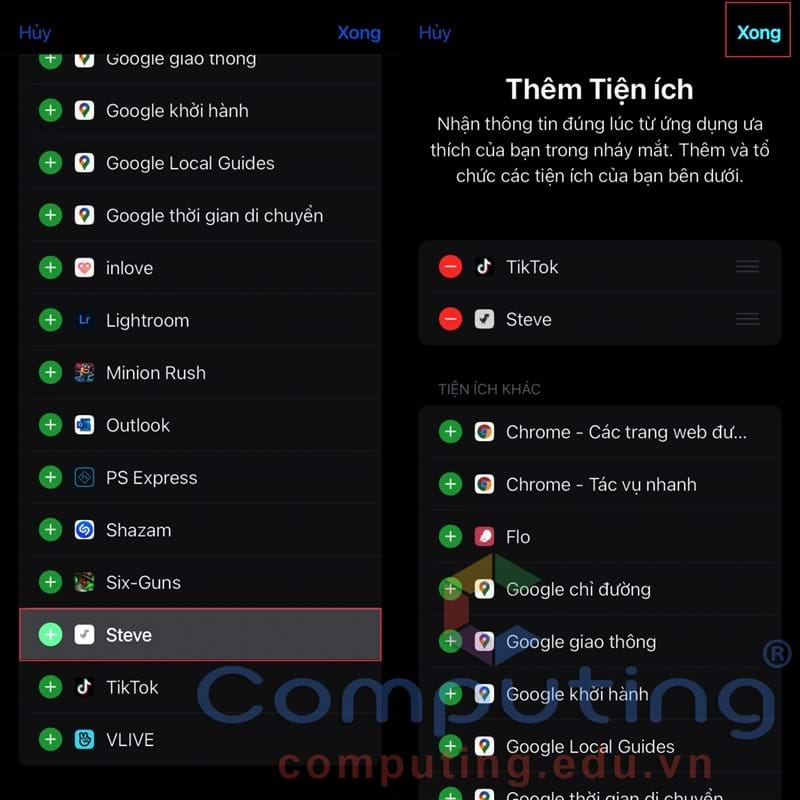 Hủy
Xong
Google giao thông
Google khởi hành
Google Local Guides
Google thời gian di chuyển
inlove
Lr
Lightroom
Minion Rush
Outlook
PS Express
Shazam
Six-Guns
Steve
TikTok
VLIVE
Hủy
Xong
Thêm Tiện ích
Nhận thông tin đúng lúc từ ứng dụng ưa
thích của bạn trong nháy mắt. Thêm và tổ
chức các tiện ích của bạn bên dưới.
TikTok
Steve
TIỆN ÍCH KHÁC
Chrome - Các trang web đư...
Chrome - Tác vụ nhanh
Flo
Google chỉ đường
Google giao thông
Google khởi hành
Google Local Guides
Google thời gian di chuyển
Computing®
computing.edu.vn